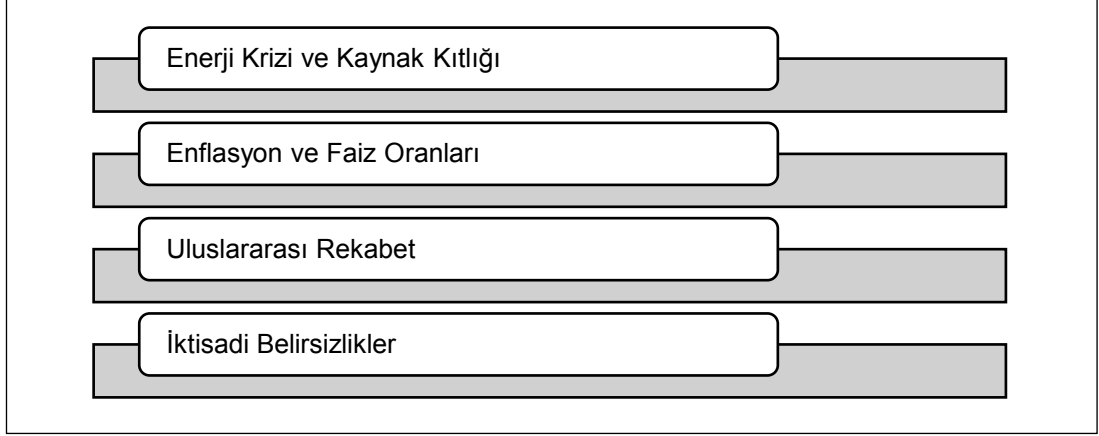 Enerji Krizi ve Kaynak Kıtlığı
Enflasyon ve Faiz Oranları
Uluslararası Rekabet
İktisadi Belirsizlikler